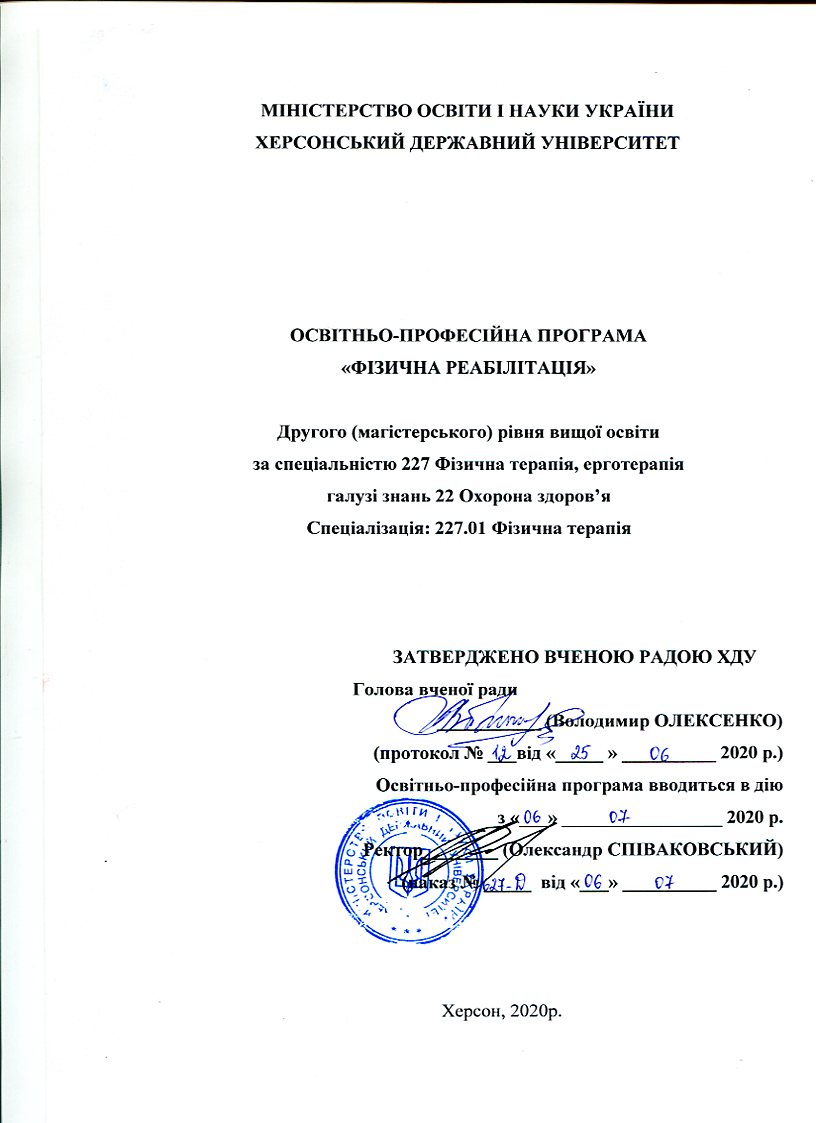 МІНІСТЕРСТВО ОСВІТИ І НАУКИ УКРАЇНИ
ХЕРСОНСЬКИЙ ДЕРЖАВНИЙ УНІВЕРСИТЕТ
ОСВІТНЬО-ПРОФЕСІЙНА ПРОГРАМА
«ФІЗИЧНА РЕАБІЛІТАЦІЯ»
Другого (магістерського) рівня вищої освіти
за спеціальністю 227 Фізична терапія, ерготерапія
галузі знань 22 Охорона здоров’я
Спеціалізація: 227.01 Фізична терапія
ЗАТВЕРДЖЕНО ВЧЕНОЮ РАДОЮ ХДУ
Голова вченої ради
(Володимир ОЛЕКСЕНКО)
(протокол № 12 від «25» 06 2020 р.)
Освітньо-професійна програма вводиться в дію
з «06» 07 2020 р.
Ректор (Олександр СПІВАКОВСЬКИЙ)
(наказ № 627-Д від «06» 07 2020 р.)
Херсон, 2020р.